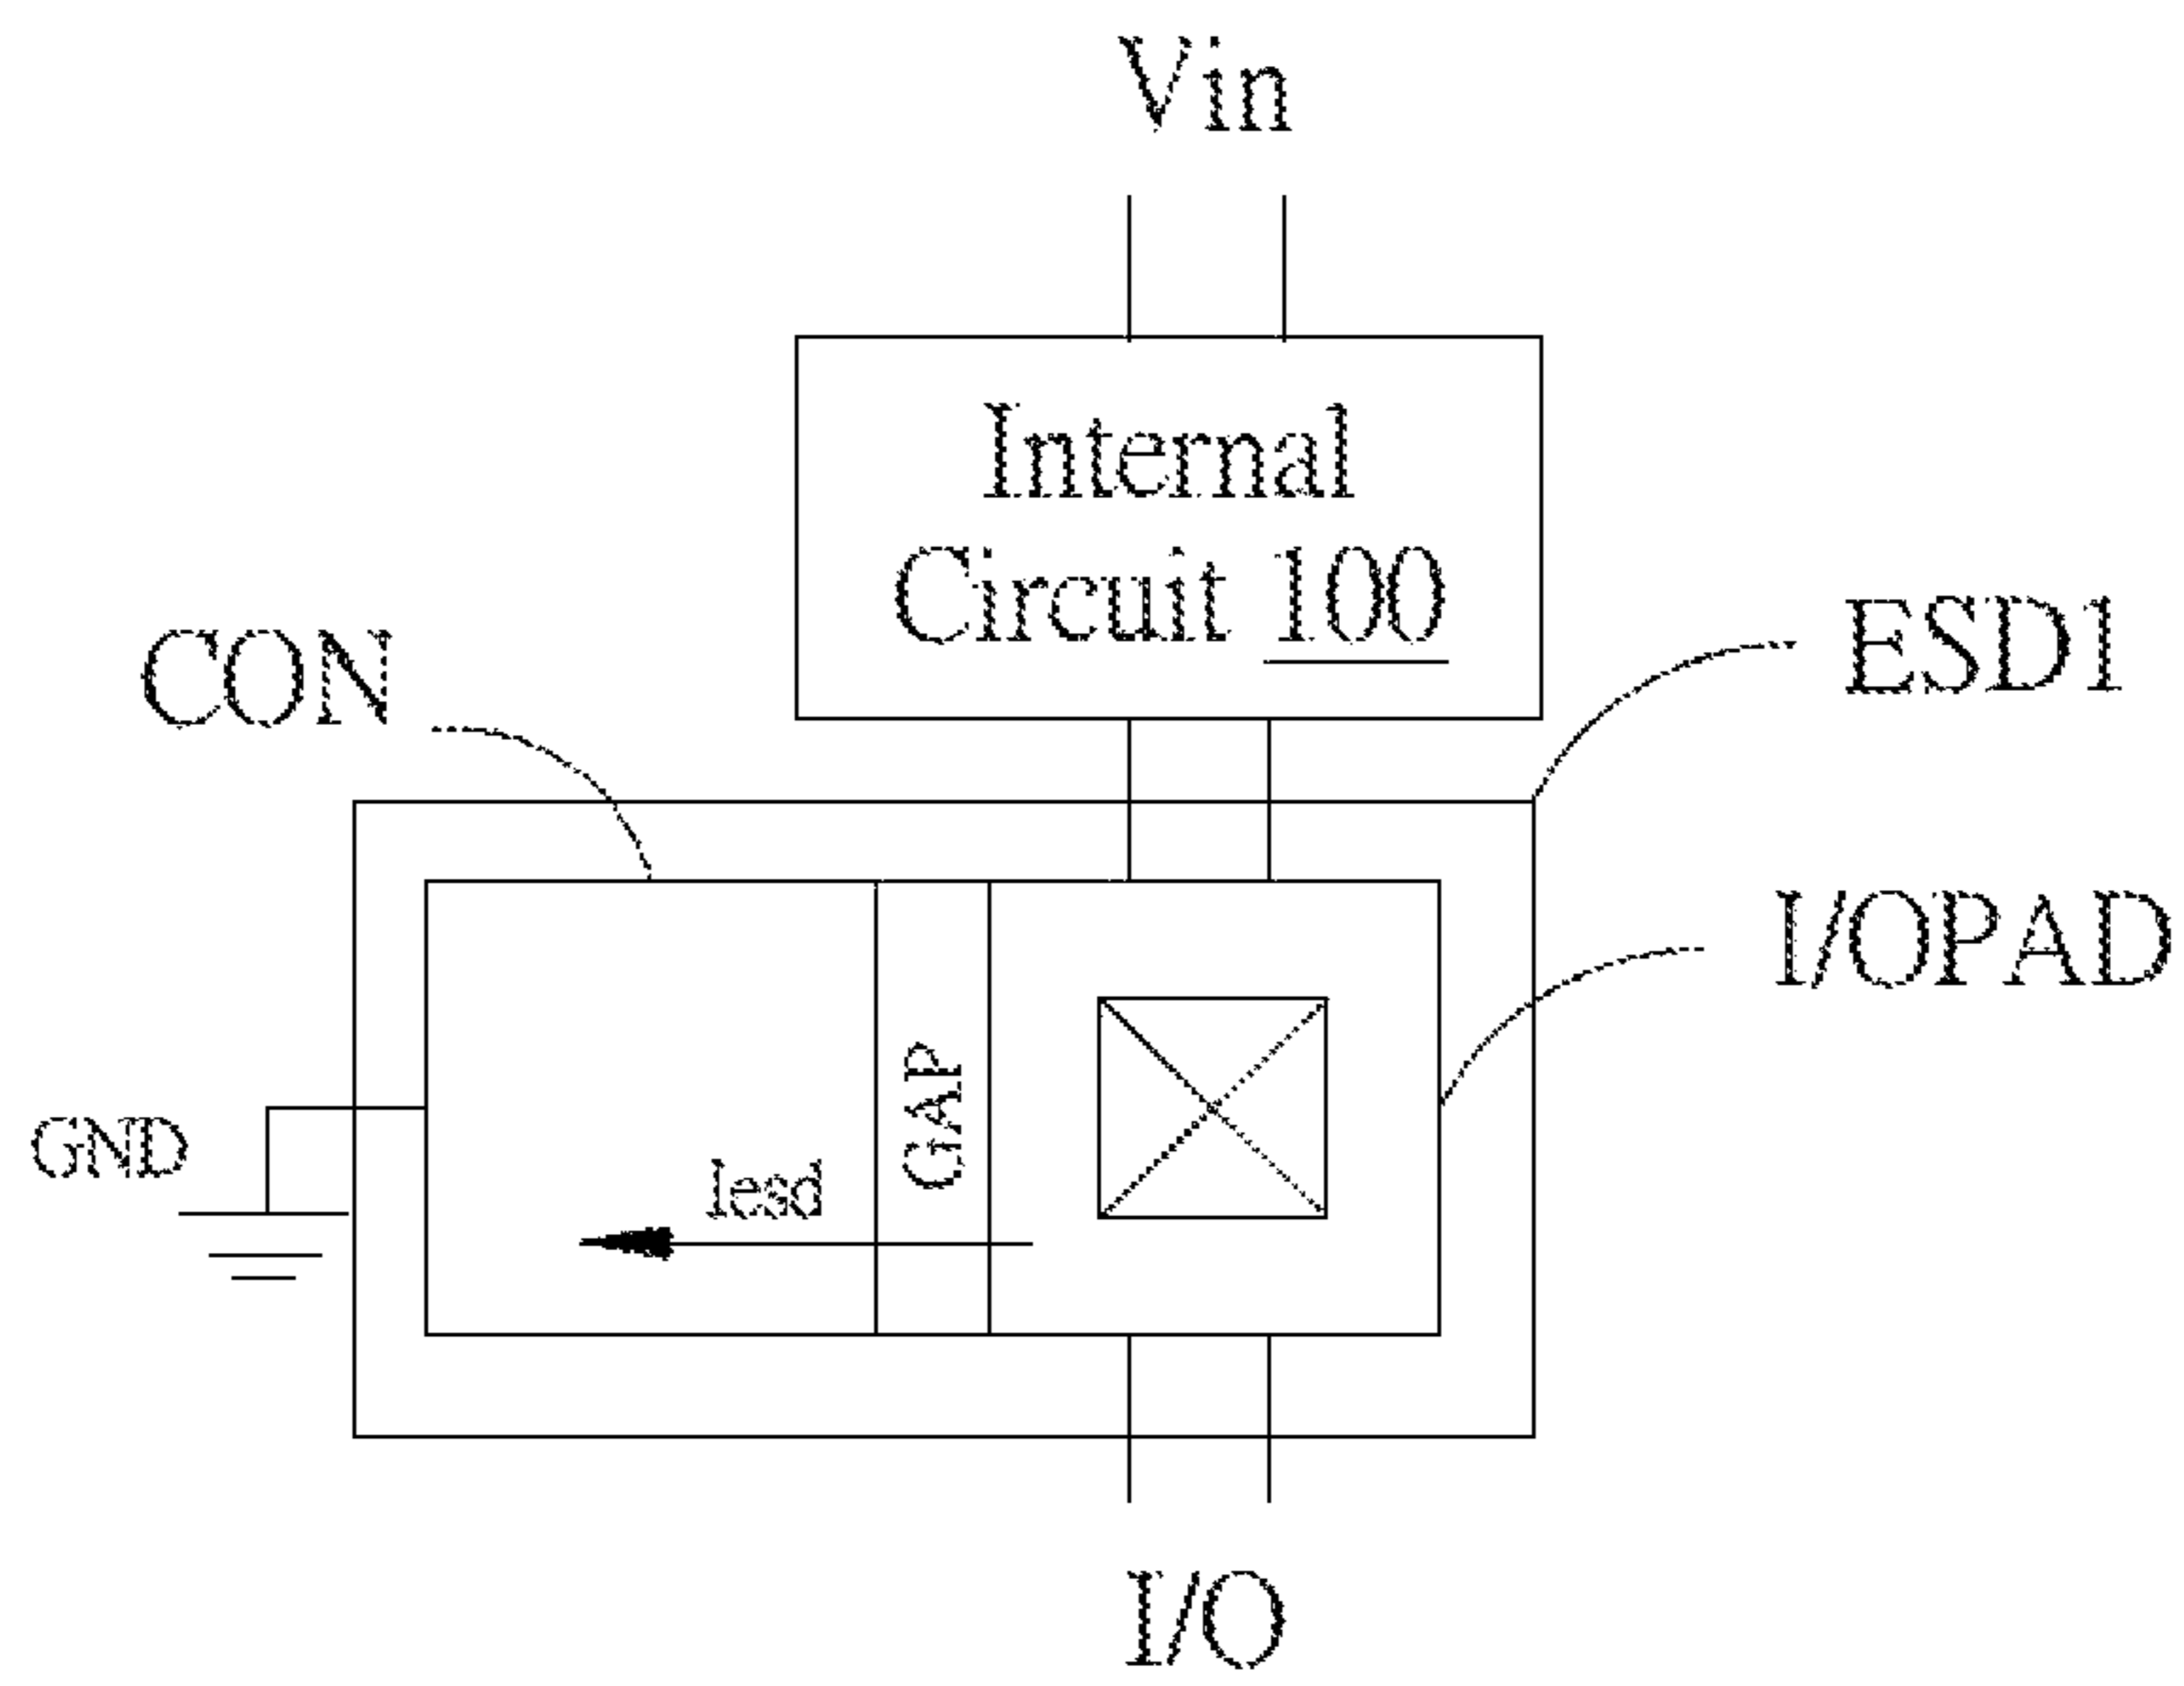 Vin
Internal
Circuit 100
CON
ESD1
I/OPAD
GAP
GND
Iesd
I/O